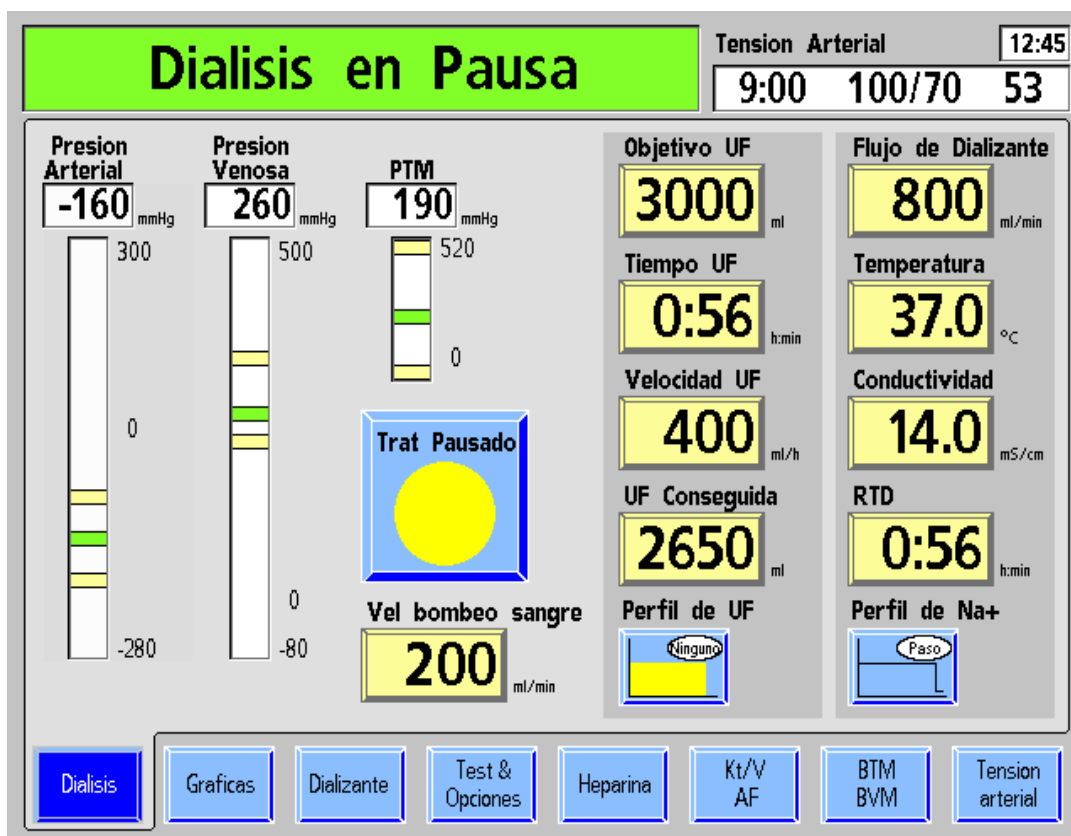 Dialisis en Pausa
Tension Arterial
12:45
9:00 100/70 53
Presion
Arterial
-160 mmHg
300
0
-280
Presion
Venosa
260 mmHg
500
0
-80
PTM
190 mmHg
520
0
Trat Pausado
Vel bombeo sangre
200 ml/min
Objetivo UF
3000 ml
Tiempo UF
0:56 h:min
Velocidad UF
400 ml/h
UF Conseguida
2650 ml
Perfil de UF
Ninguno
Flujo de Dializante
800 ml/min
Temperatura
37.0 °C
Conductividad
14.0 mS/cm
RTD
0:56 h:min
Perfil de Na+
Paso
Dialisis
Graficas
Dializante
Test &
Opciones
Heparina
Kt/V
AF
BTM
BVM
Tension
arterial